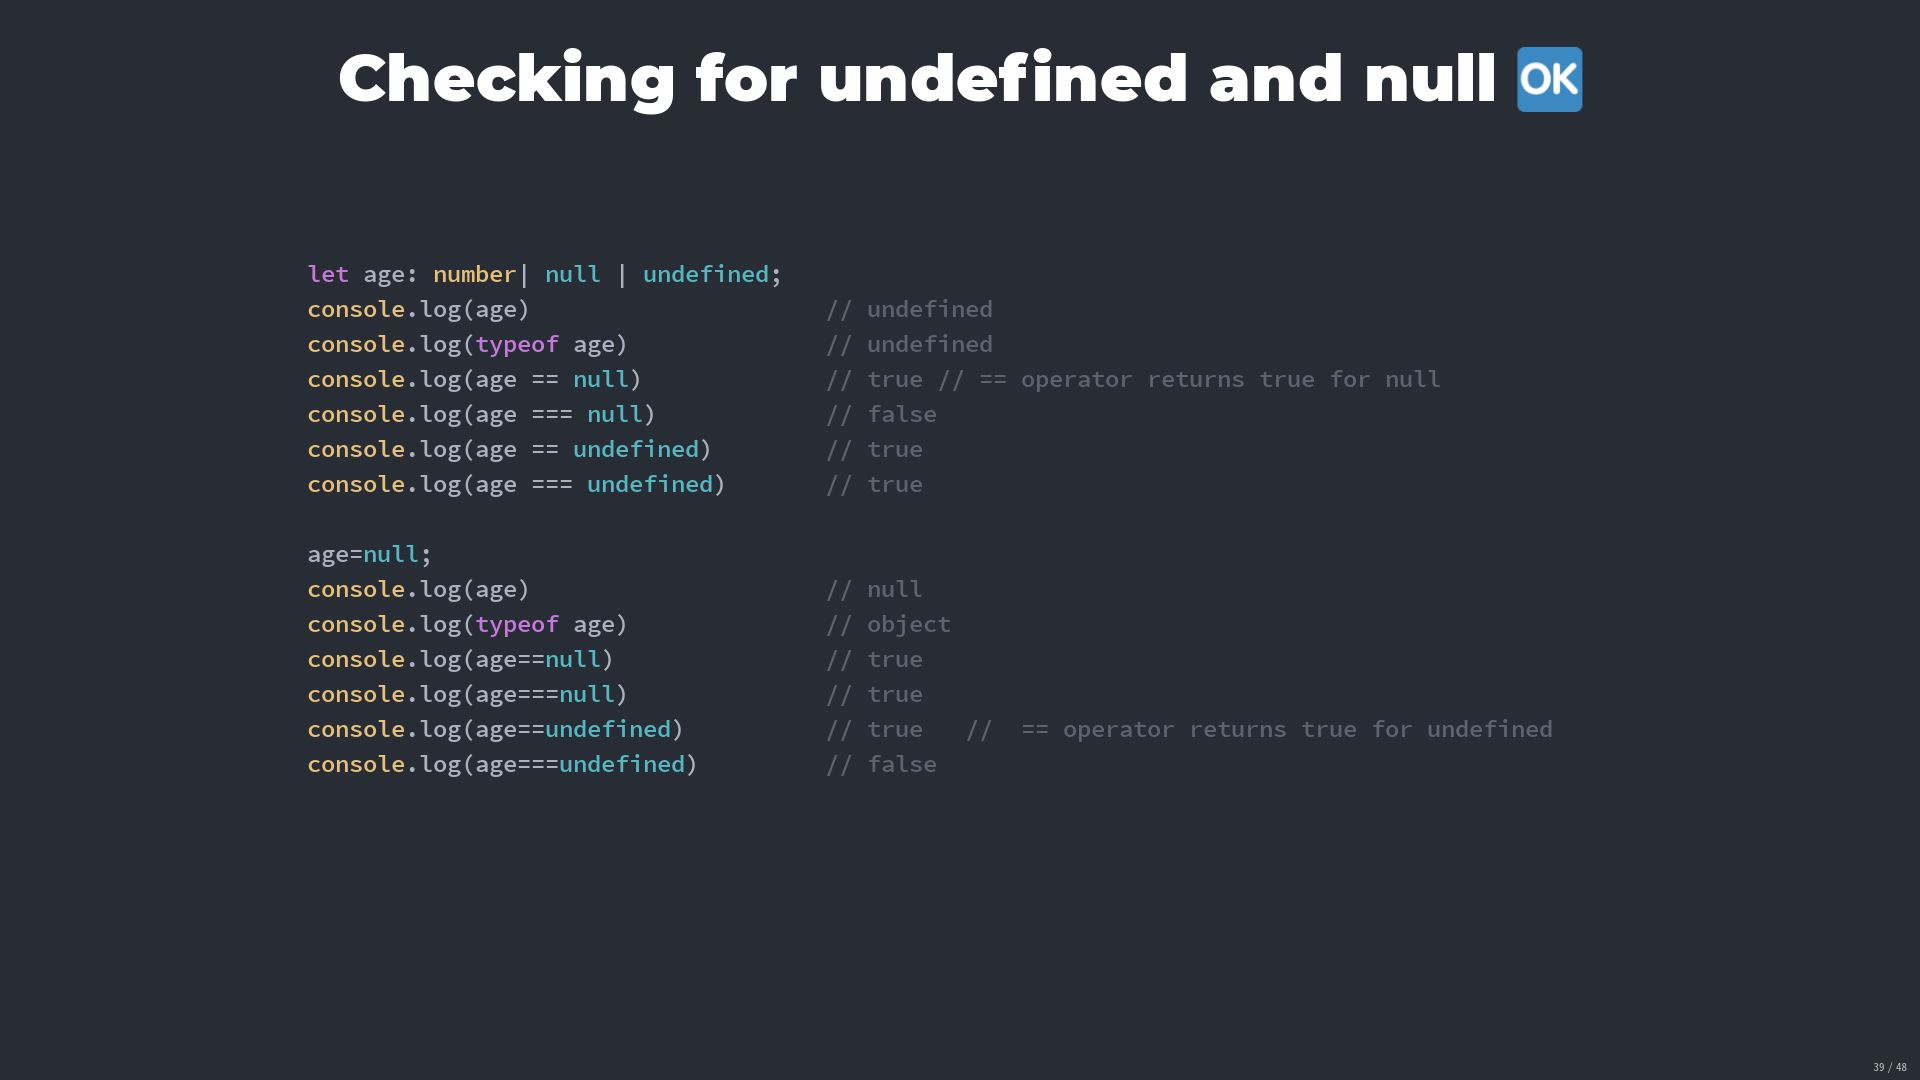 Checking for undefined and null 🆗
let age: number| null | undefined;
console.log(age) // undefined
console.log(typeof age) // undefined
console.log(age == null) // true // == operator returns true for null
console.log(age === null) // false
console.log(age == undefined) // true
console.log(age === undefined) // true
age=null;
console.log(age) // null
console.log(typeof age) // object
console.log(age==null) // true
console.log(age===null) // true
console.log(age==undefined) // true // == operator returns true for undefined
console.log(age===undefined) // false
39 / 48